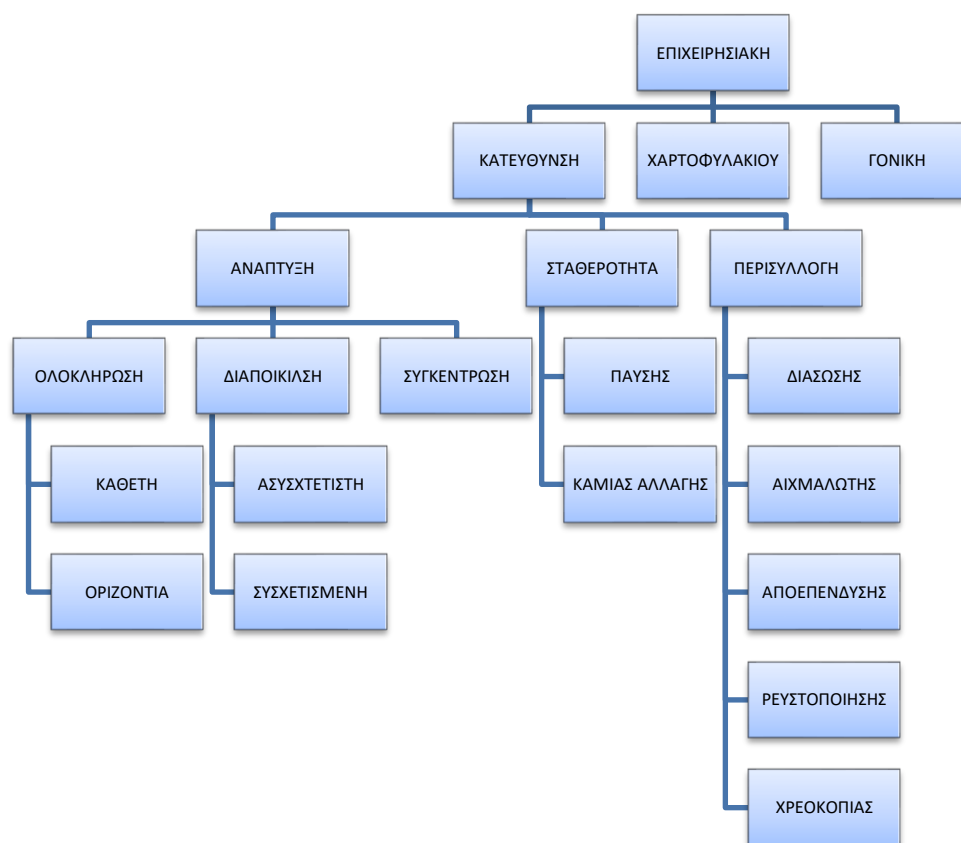 ΕΠΙΧΕΙΡΗΣΙΑΚΗ
ΚΑΤΕΥΘΥΝΣΗ
ΧΑΡΤΟΦΥΛΑΚΙΟΥ
ΓΟΝΙΚΗ
ΑΝΑΠΤΥΞΗ
ΣΤΑΘΕΡΟΤΗΤΑ
ΠΕΡΙΣΥΛΛΟΓΗ
ΟΛΟΚΛΗΡΩΣΗ
ΔΙΑΠΟΙΚΙΛΣΗ
ΣΥΓΚΕΝΤΡΩΣΗ
ΠΑΥΣΗΣ
ΔΙΑΣΩΣΗΣ
ΚΑΘΕΤΗ
ΑΣΥΣΧΤΕΤΙΣΤΗ
ΚΑΜΙΑΣ ΑΛΛΑΓΗΣ
ΑΙΧΜΑΛΩΤΗΣ
ΟΡΙΖΟΝΤΙΑ
ΣΥΣΧΕΤΙΣΜΕΝΗ
ΑΠΟΕΠΕΝΔΥΣΗΣ
ΡΕΥΣΤΟΠΟΙΗΣΗΣ
ΧΡΕΟΚΟΠΙΑΣ